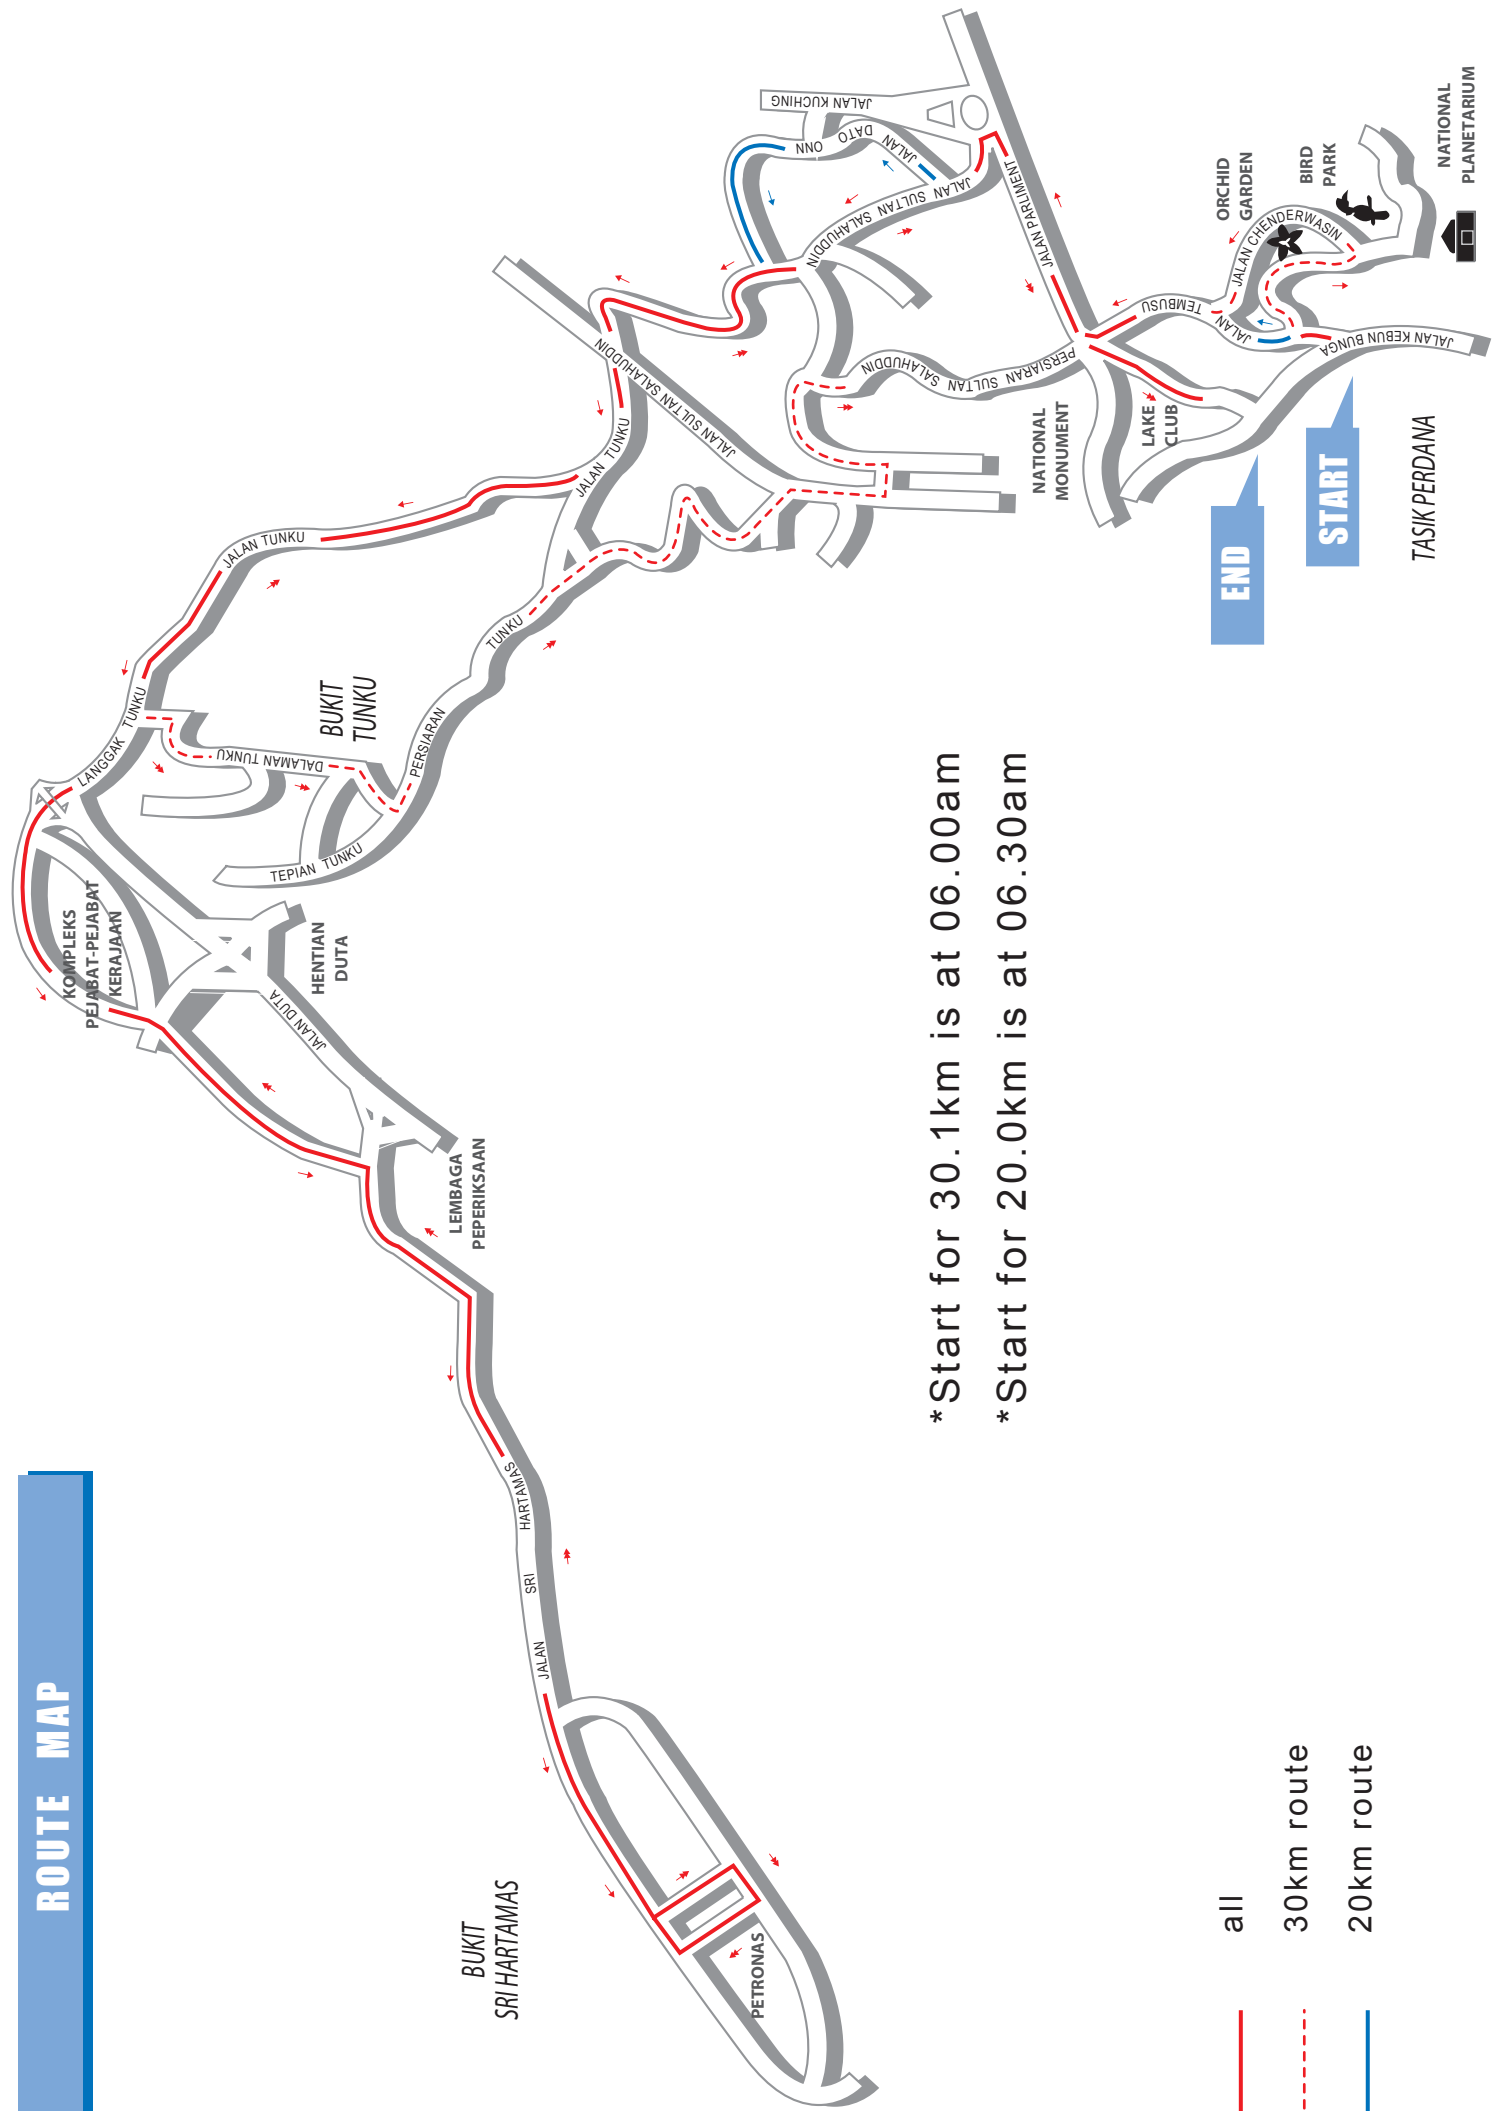 ROUTE MAP
KOMPLEKS
PEJABAT-PEJABAT
KERAJAAN
LANGGAK TUNKU
JALAN TUNKU
DALAMAN TUNKU
BUKIT
TUNKU
TEPIAN TUNKU
PERSIARAN TUNKU
HENTIAN
DUTA
JALAN DUTA
LEMBAGA
PEPERIKSAAN
JALAN SRI HARTAMAS
BUKIT
SRI HARTAMAS
PETRONAS
JALAN TUNKU
JALAN SULTAN SALAHUDDIN
JALAN SULTAN SALAHUDDIN
JALAN DATO ONN
JALAN KUCHING
JALAN PARLIMENT
PERSIARAN SULTAN SALAHUDDIN
NATIONAL
MONUMENT
LAKE
CLUB
JALAN TEMBUSU
JALAN CHENDERWASIN
ORCHID
GARDEN
BIRD
PARK
NATIONAL
PLANETARIUM
JALAN KEBUN BUNGA
END
START
TASIK PERDANA
*Start for 30.1km is at 06.00am
*Start for 20.0km is at 06.30am
all
30km route
20km route